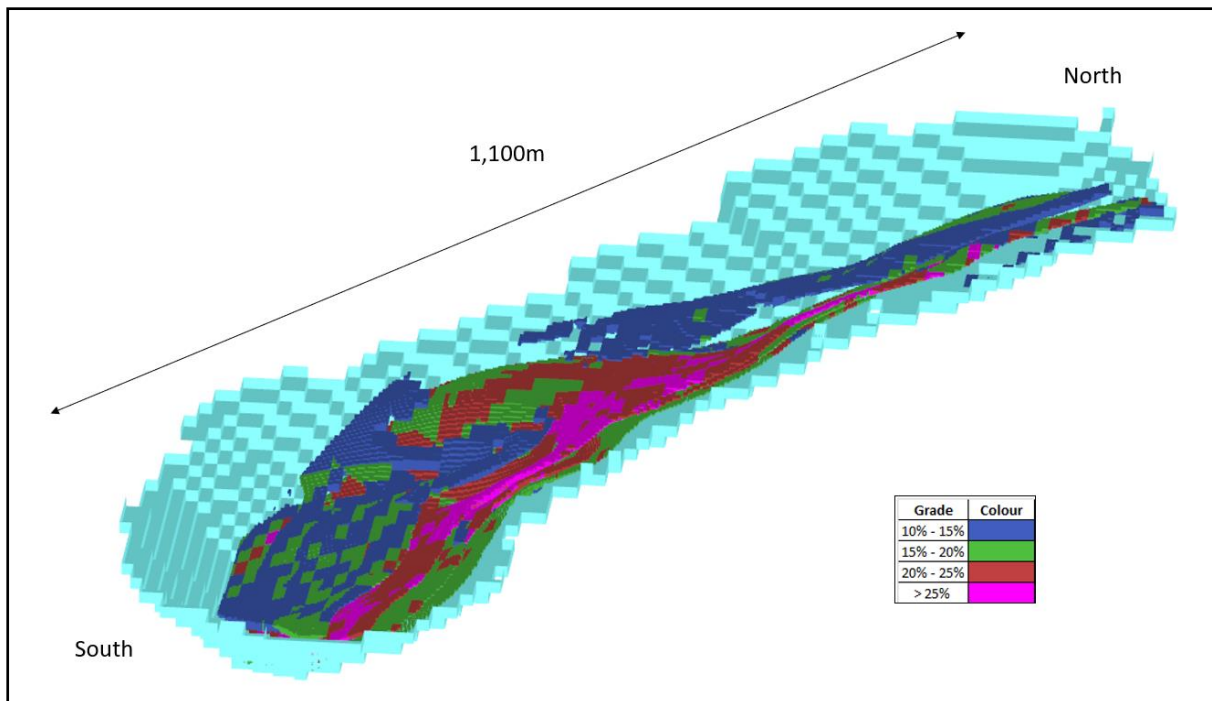 North
1,100m
Grade Colour
10% - 15%
15% - 20%
20% - 25%
> 25%
South